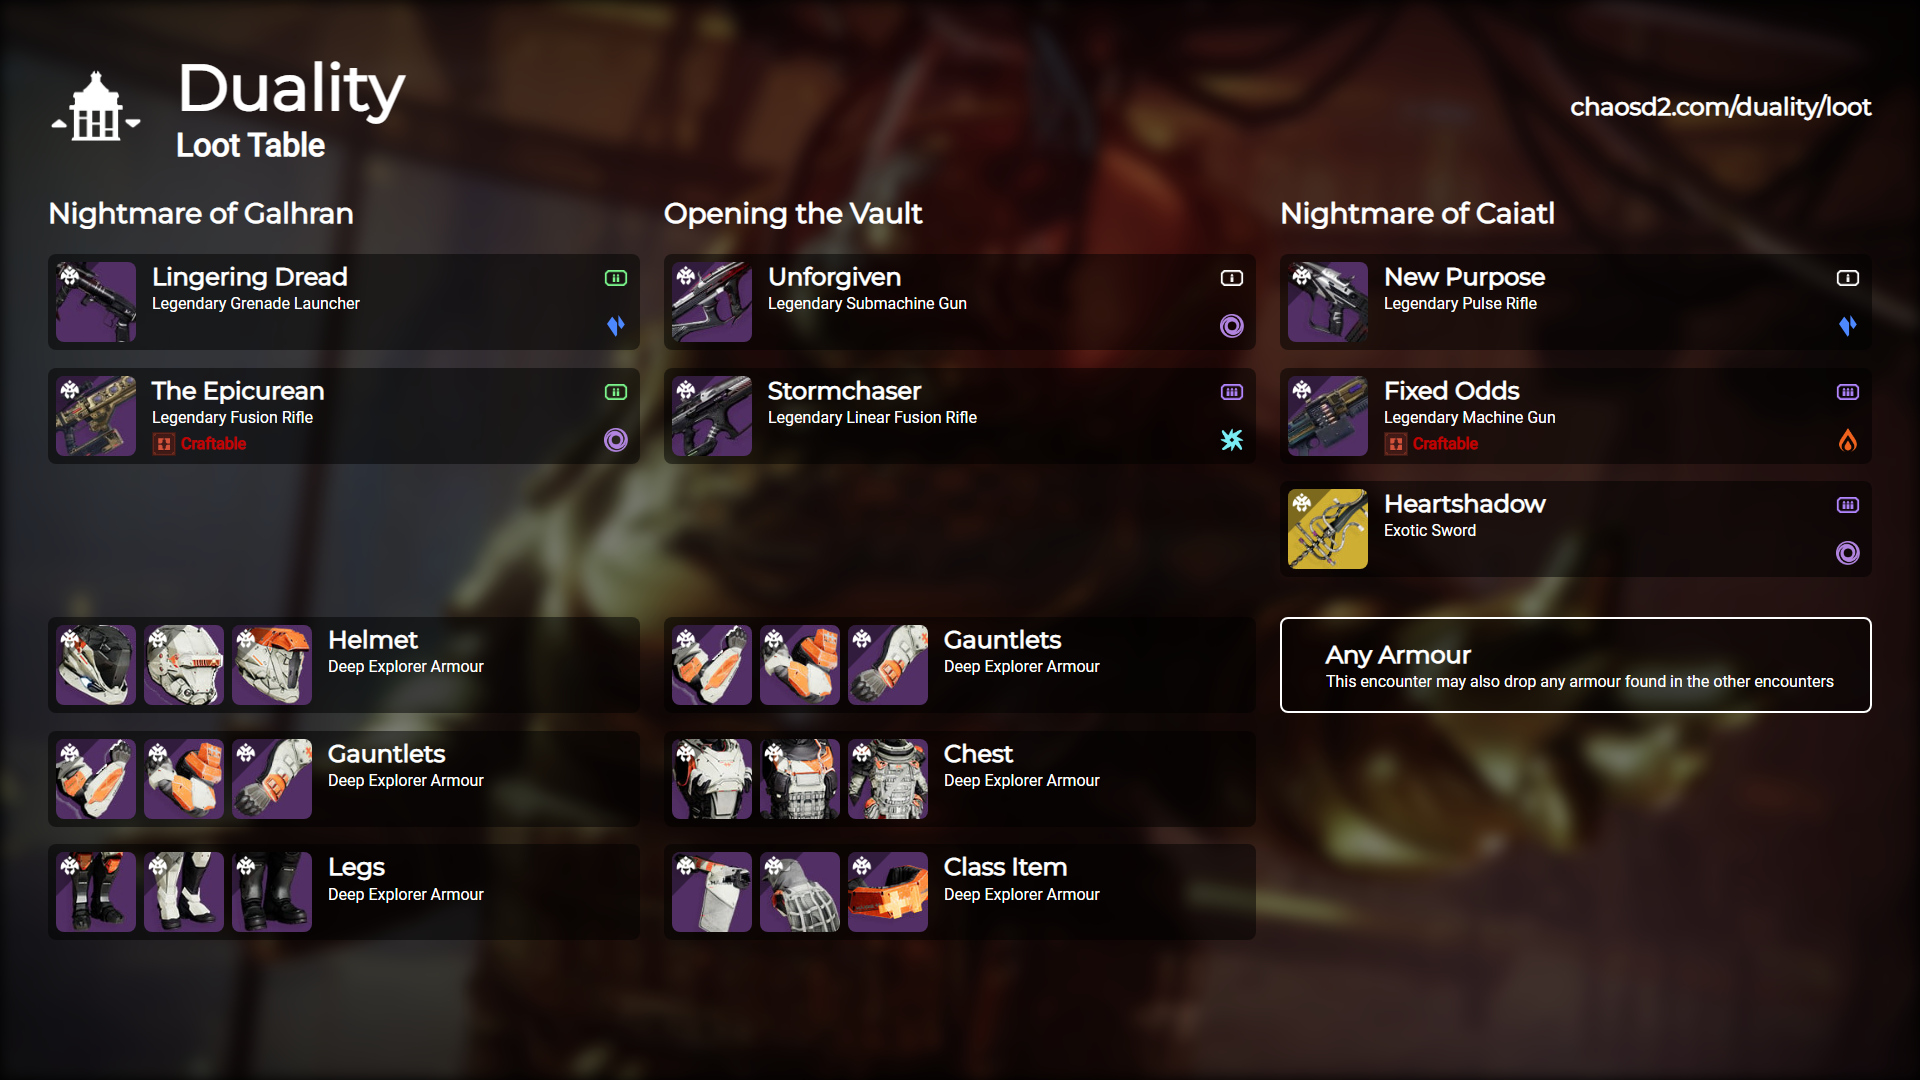 Duality
Loot Table
chaosd2.com/duality/loot
Nightmare of Galhran
Lingering Dread
Legendary Grenade Launcher
The Epicurean
Legendary Fusion Rifle
Craftable
Helmet
Deep Explorer Armour
Gauntlets
Deep Explorer Armour
Legs
Deep Explorer Armour
Opening the Vault
Unforgiven
Legendary Submachine Gun
Stormchaser
Legendary Linear Fusion Rifle
Gauntlets
Deep Explorer Armour
Chest
Deep Explorer Armour
Class Item
Deep Explorer Armour
Nightmare of Caiatl
New Purpose
Legendary Pulse Rifle
Fixed Odds
Legendary Machine Gun
Craftable
Heartshadow
Exotic Sword
Any Armour
This encounter may also drop any armour found in the other encounters